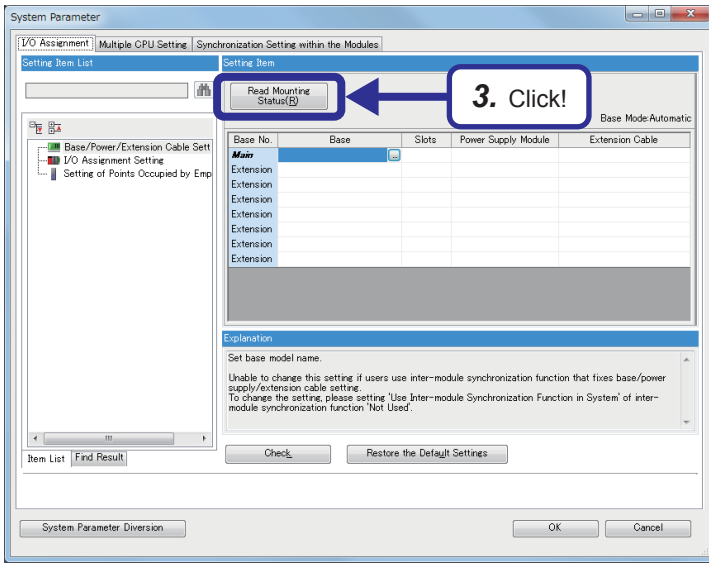 System Parameter
I/O Assignment Multiple CPU Setting Synchronization Setting within the Modules
Setting Item List
Setting Item
Read Mounting
Status(R)
3. Click!
Base Mode:Automatic
Base/Power/Extension Cable Sett
I/O Assignment Setting
Setting of Points Occupied by Emp
Base No. Base Slots Power Supply Module Extension Cable
Main ...
Extension
Extension
Extension
Extension
Extension
Extension
Extension
Explanation
Set base model name.
Unable to change this setting if users use inter-module synchronization function that fixes base/power
supply/extension cable setting.
To change the setting, please setting 'Use Inter-module Synchronization Function in System' of inter-
module synchronization function 'Not Used'.
Item List Find Result
Check Restore the Default Settings
System Parameter Diversion OK Cancel